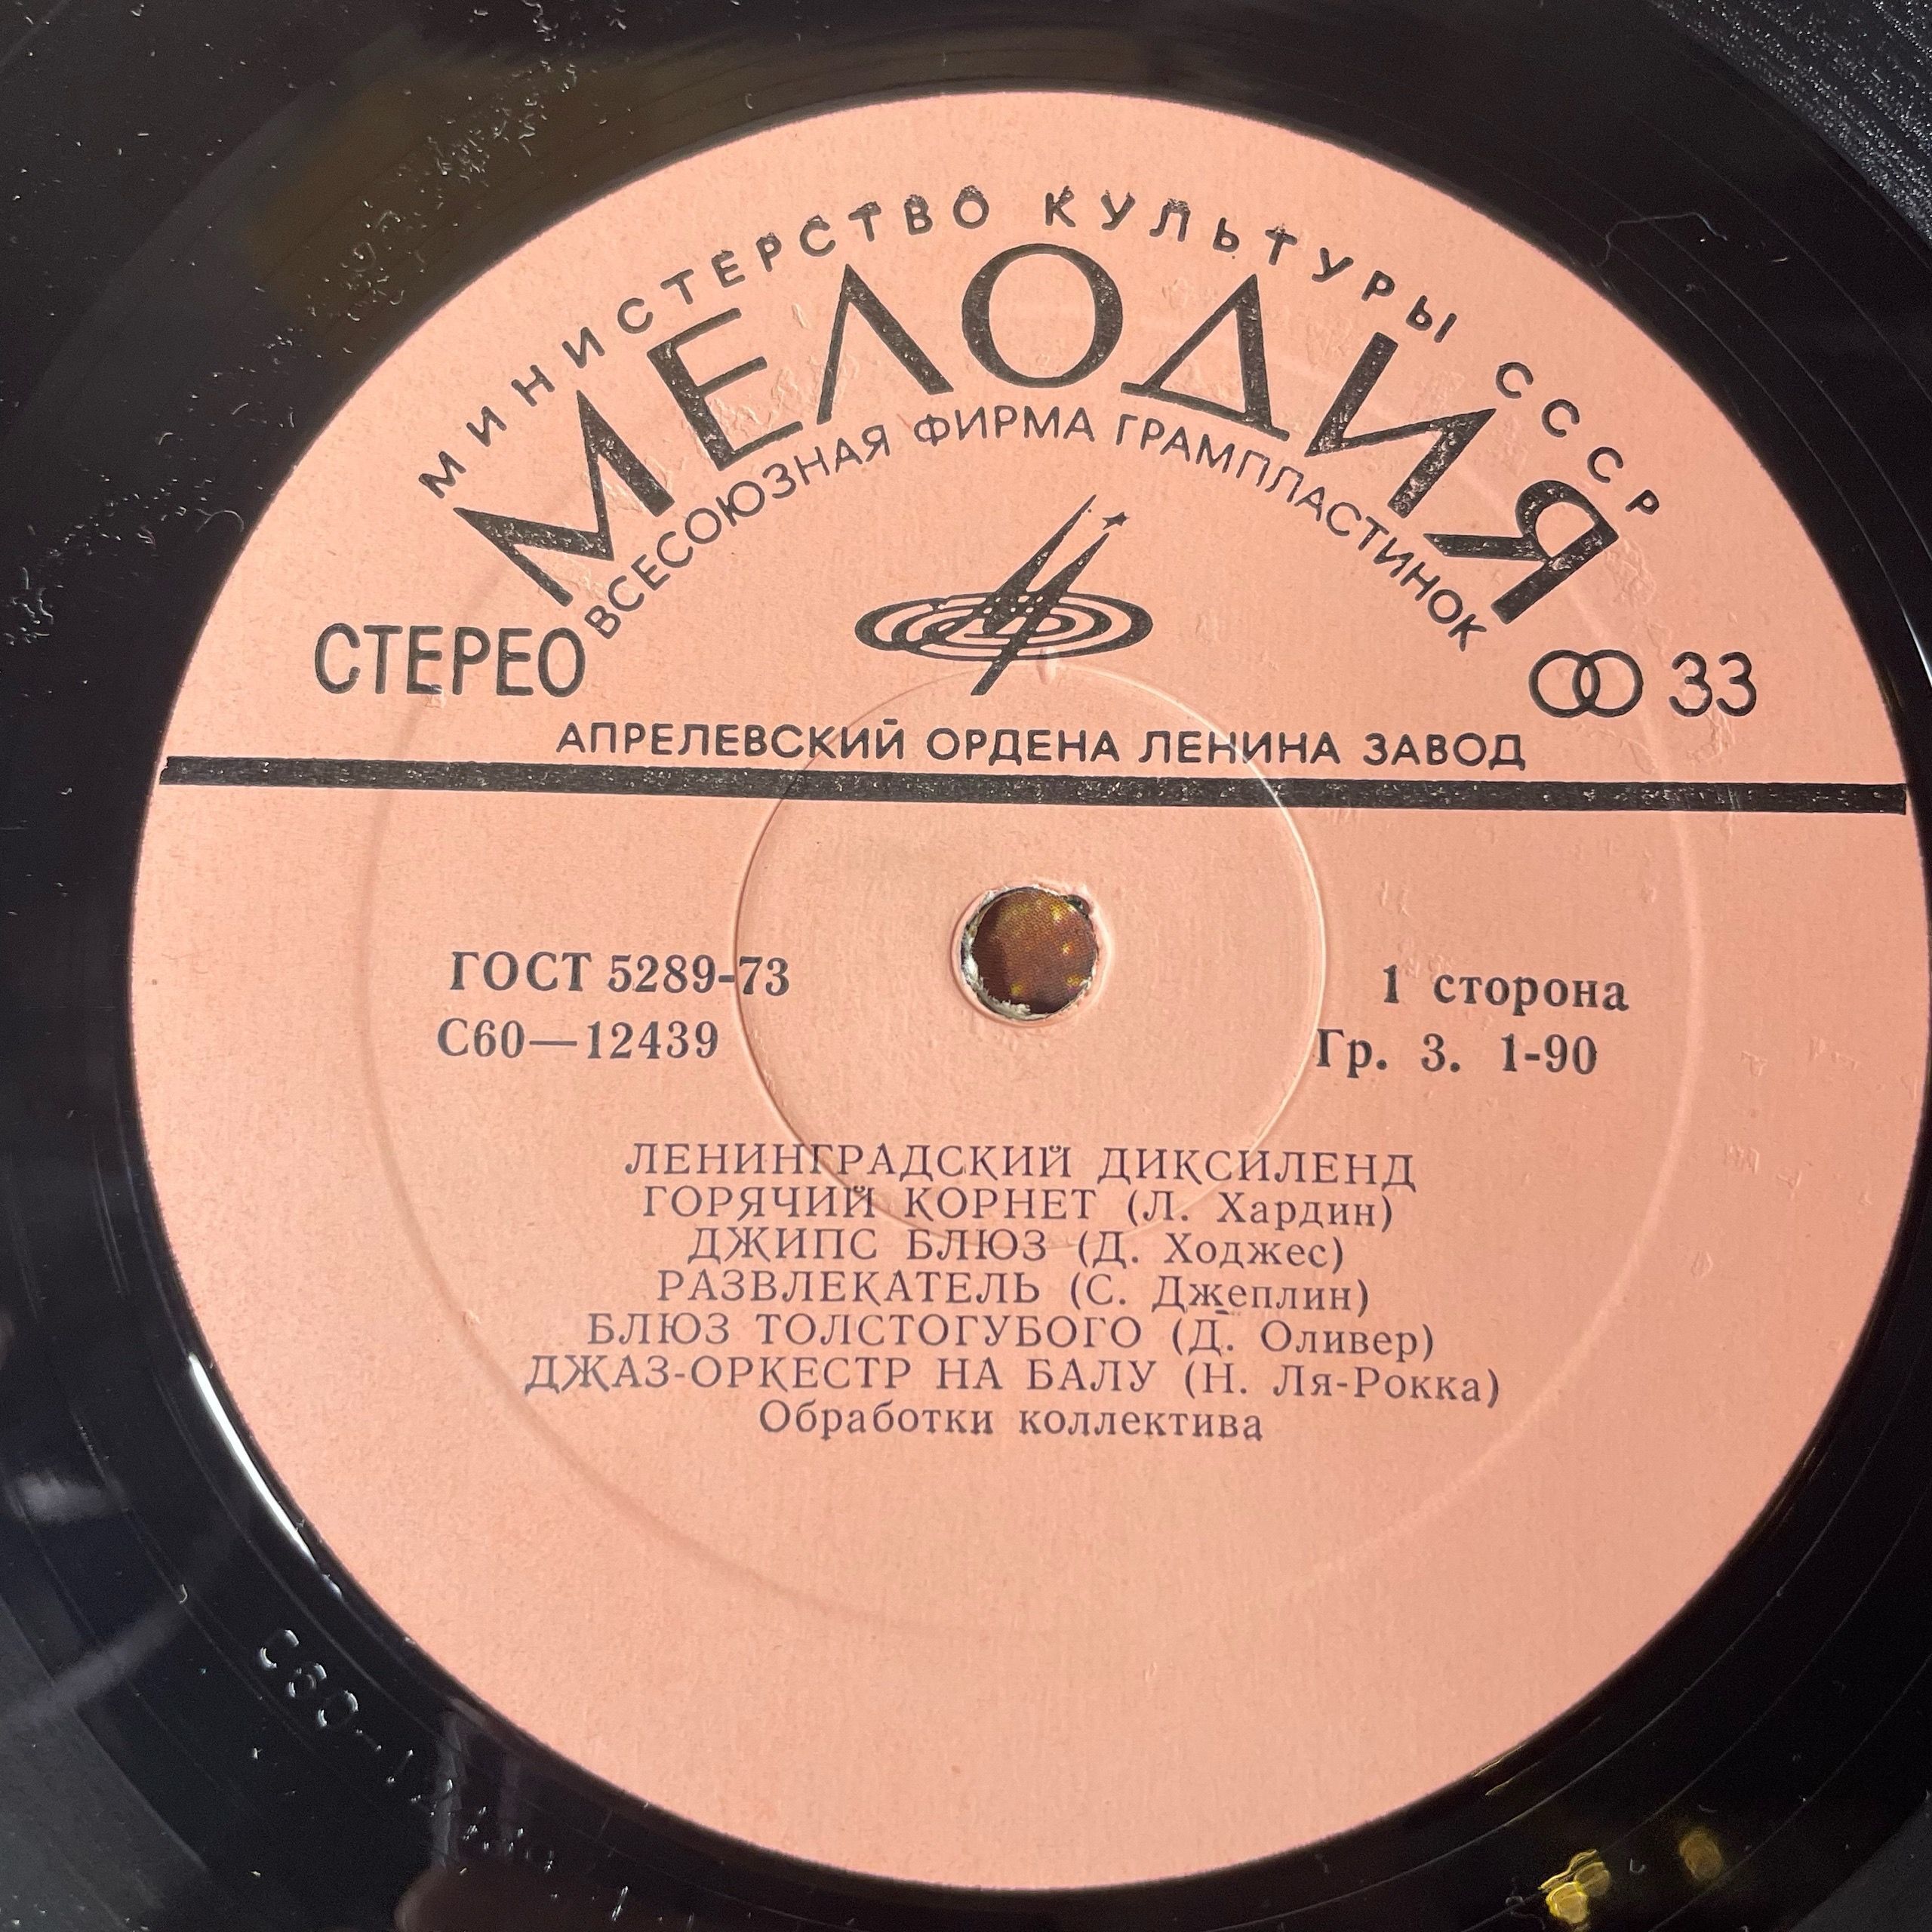 МИНИСТЕРСТВО КУЛЬТУРЫ СССР
МЕЛОДИЯ
ВСЕСОЮЗНАЯ ФИРМА ГРАМПЛАСТИНОК
СТЕРЕО
33
АПРЕЛЕВСКИЙ ОРДЕНА ЛЕНИНА ЗАВОД
ГОСТ 5289-73
1 сторона
С60—12439
Гр. 3. 1-90
ЛЕНИНГРАДСКИЙ ДИКСИЛЕНД
ГОРЯЧИЙ КОРНЕТ (Л. Хардин)
ДЖИПС БЛЮЗ (Д. Ходжес)
РАЗВЛЕКАТЕЛЬ (С. Джеплин)
БЛЮЗ ТОЛСТОГУБОГО (Д. Оливер)
ДЖАЗ-ОРКЕСТР НА БАЛУ (Н. Ля-Рокка)
Обработки коллектива